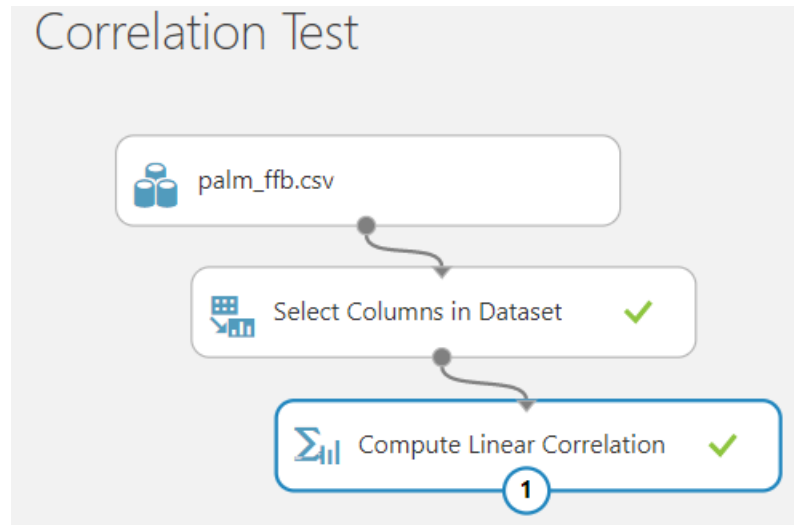 Correlation Test
palm_ffb.csv
Select Columns in Dataset
Compute Linear Correlation
1